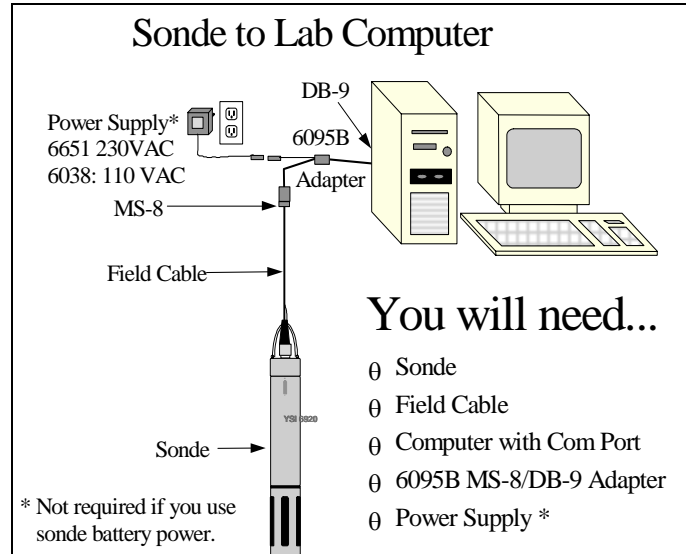 Sonde to Lab Computer
DB-9
Power Supply*
6651 230VAC
6038: 110 VAC
6095B
Adapter
MS-8
Field Cable
YSI 6920
Sonde
* Not required if you use
sonde battery power.
You will need...
θ Sonde
θ Field Cable
θ Computer with Com Port
θ 6095B MS-8/DB-9 Adapter
θ Power Supply *